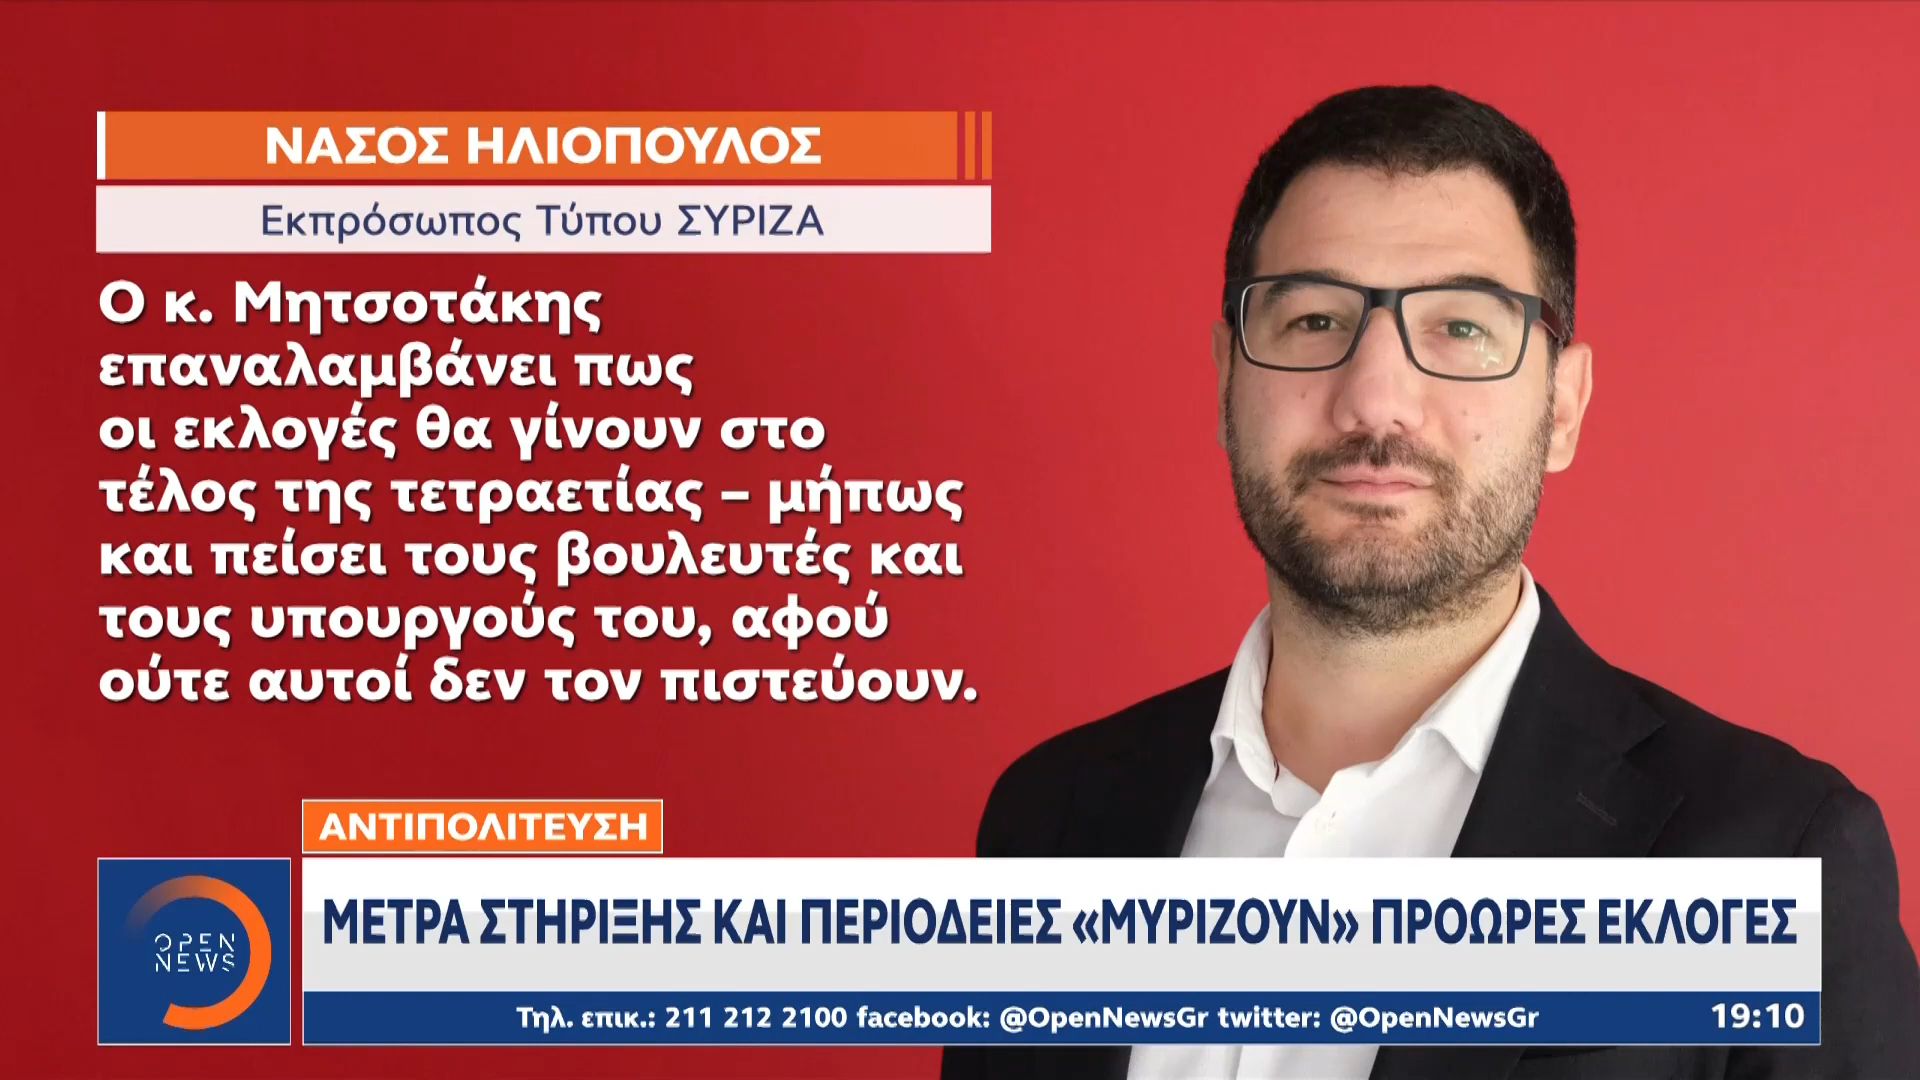 ΝΑΣΟΣ ΗΛΙΟΠΟΥΛΟΣ
Εκπρόσωπος Τύπου ΣΥΡΙΖΑ
Ο κ. Μητσοτάκης
επαναλαμβάνει πως
οι εκλογές θα γίνουν στο
τέλος της τετραετίας – μήπως
και πείσει τους βουλευτές και
τους υπουργούς του, αφού
ούτε αυτοί δεν τον πιστεύουν.
ΑΝΤΙΠΟΛΙΤΕΥΣΗ
ΜΕΤΡΑ ΣΤΗΡΙΞΗΣ ΚΑΙ ΠΕΡΙΟΔΕΙΕΣ «ΜΥΡΙΖΟΥΝ» ΠΡΟΩΡΕΣ ΕΚΛΟΓΕΣ
OPEN
NEWS
Τηλ. επικ.: 211 212 2100 facebook: @OpenNewsGr twitter: @OpenNewsGr
19:10